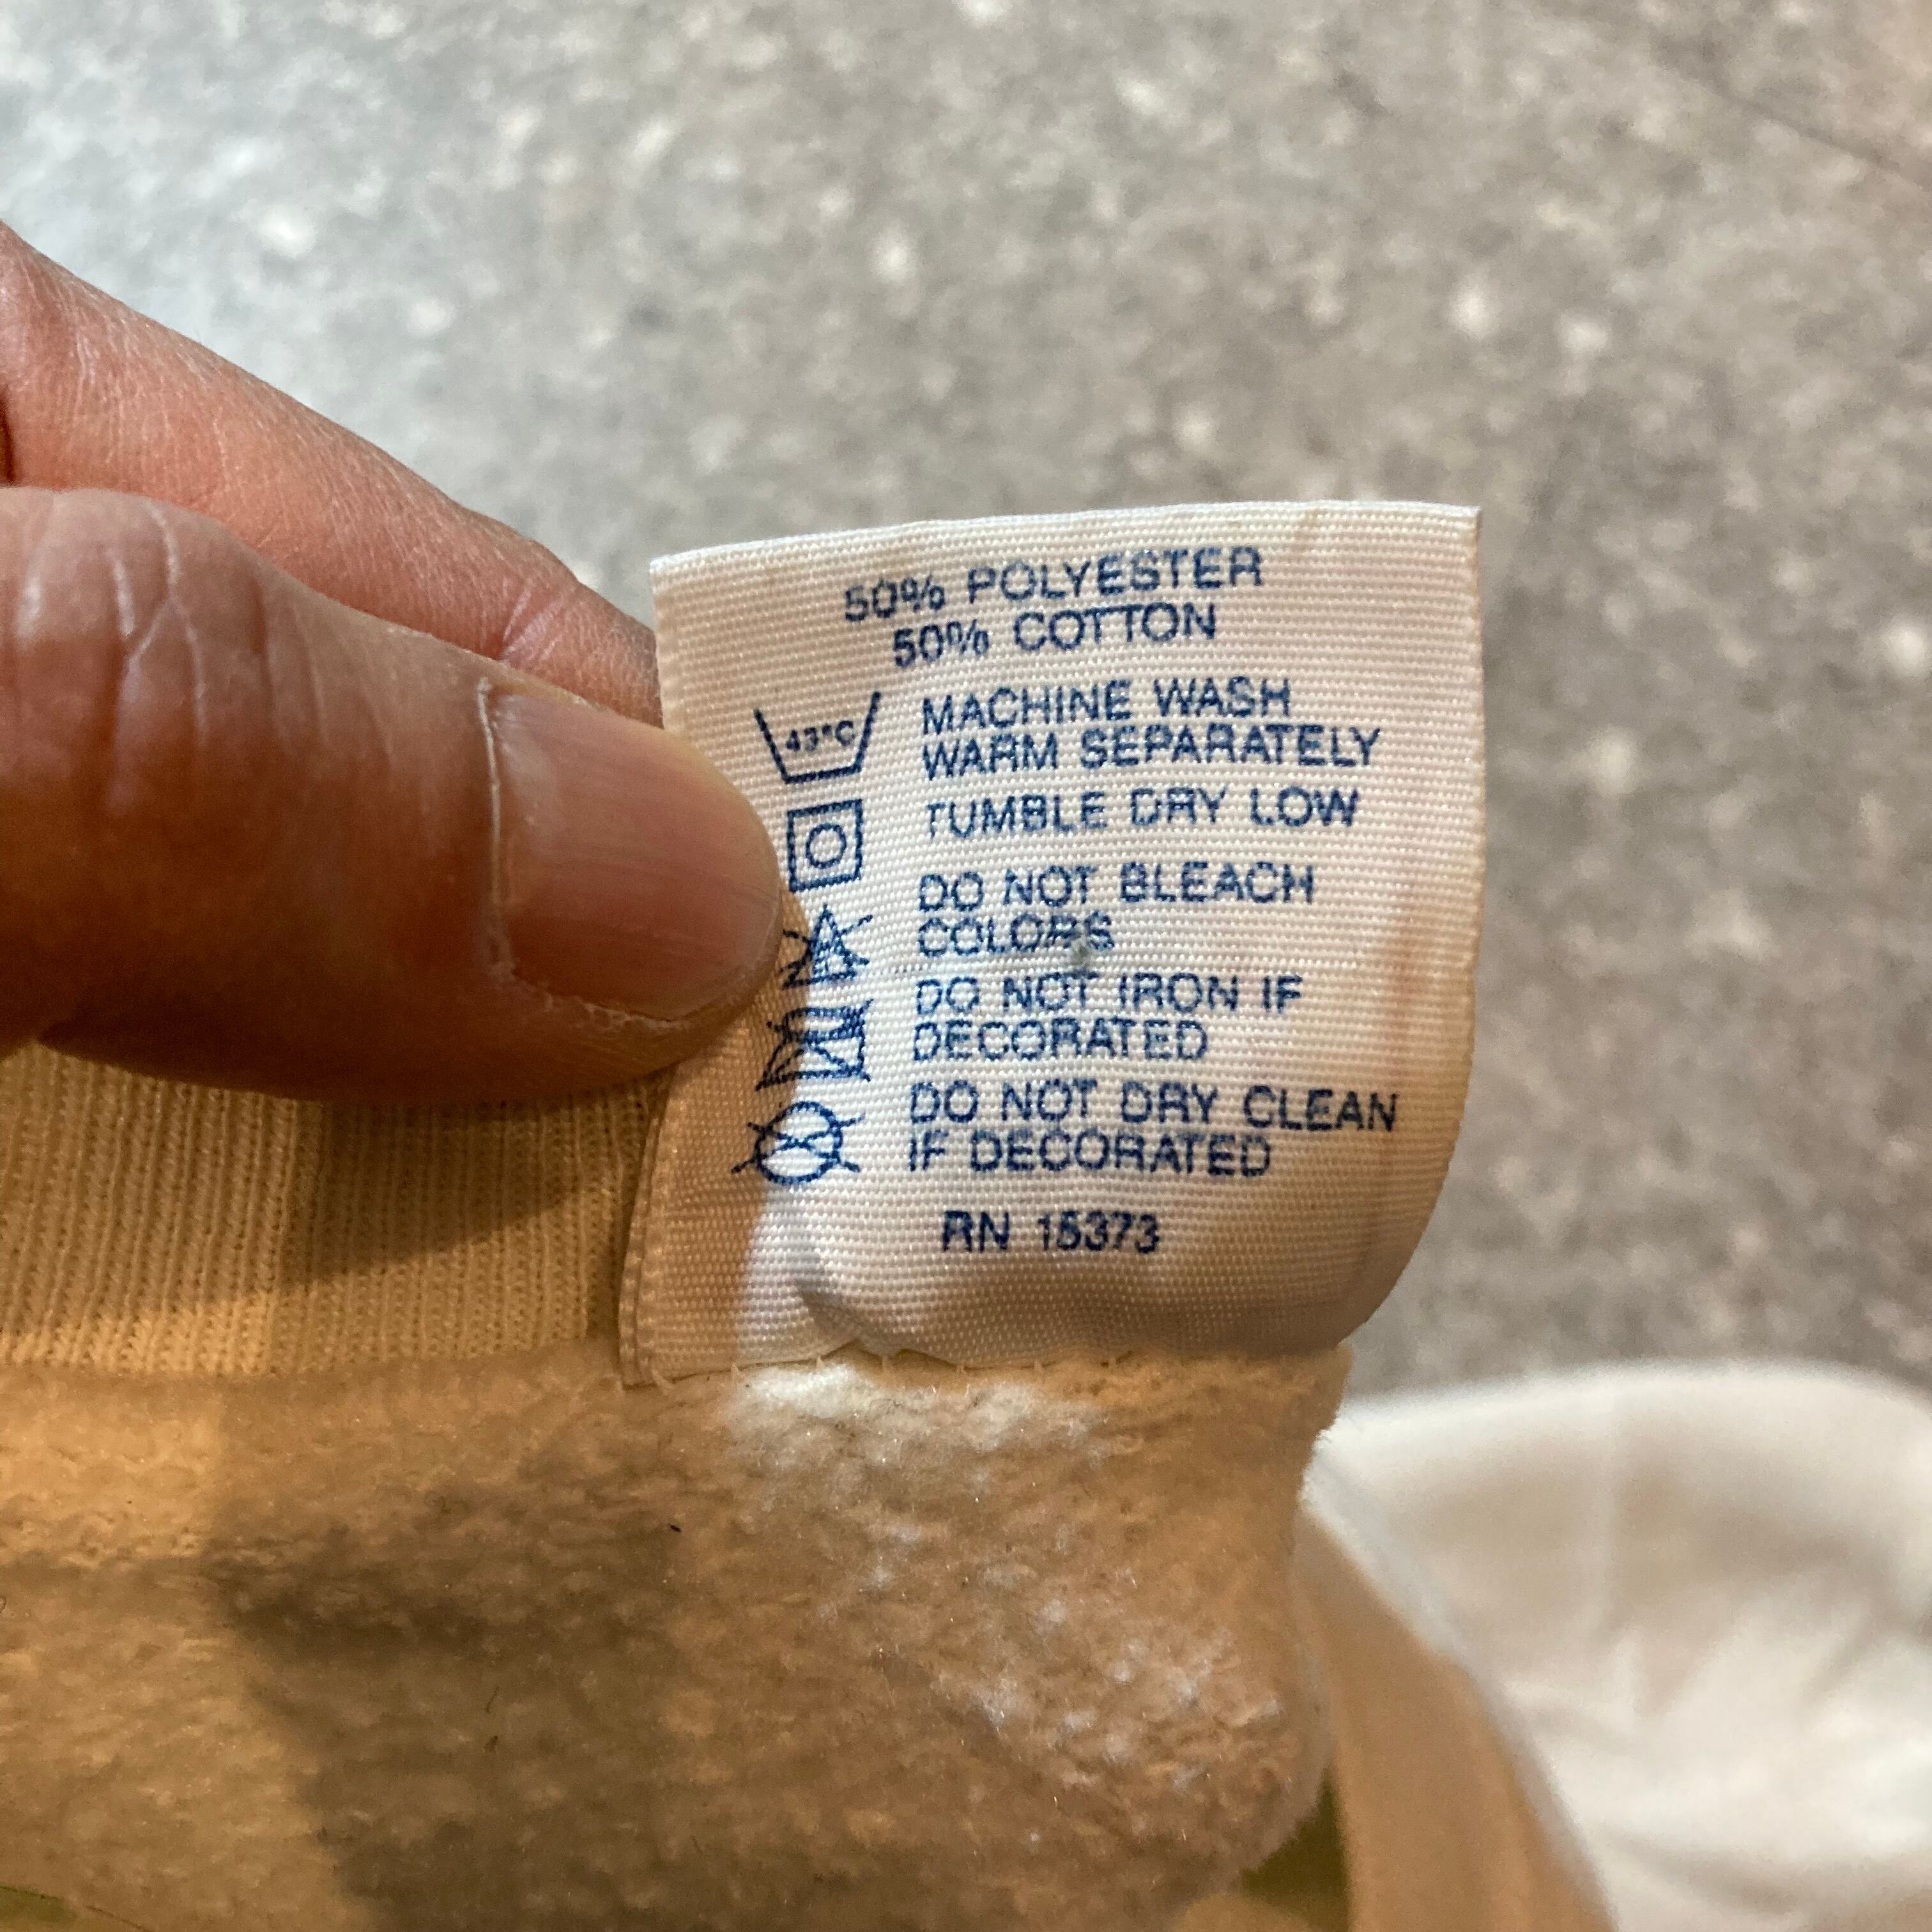 50% POLYESTER
50% COTTON
MACHINE WASH
43°C
WARM SEPARATELY
TUMBLE DRY LOW
DO NOT BLEACH
COLORS
DO NOT IRON IF
DECORATED
DO NOT DRY CLEAN
IF DECORATED
RN 15373